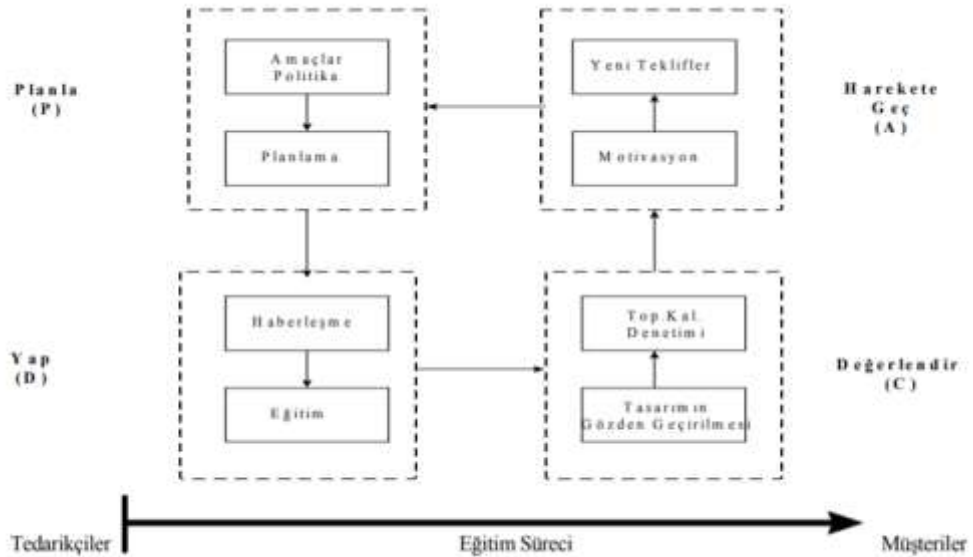 Planla
(P)
Amaçlar
Politika
Planlama
Yeni Teklifler
Motivasyon
Harekete
Geç
(A)
Yap
(D)
Haberleşme
Eğitim
Top.Kal.
Denetimi
Tasarımın
Gözden Geçirilmesi
Değerlendir
(C)
Tedarikçiler
Eğitim Süreci
Müşteriler